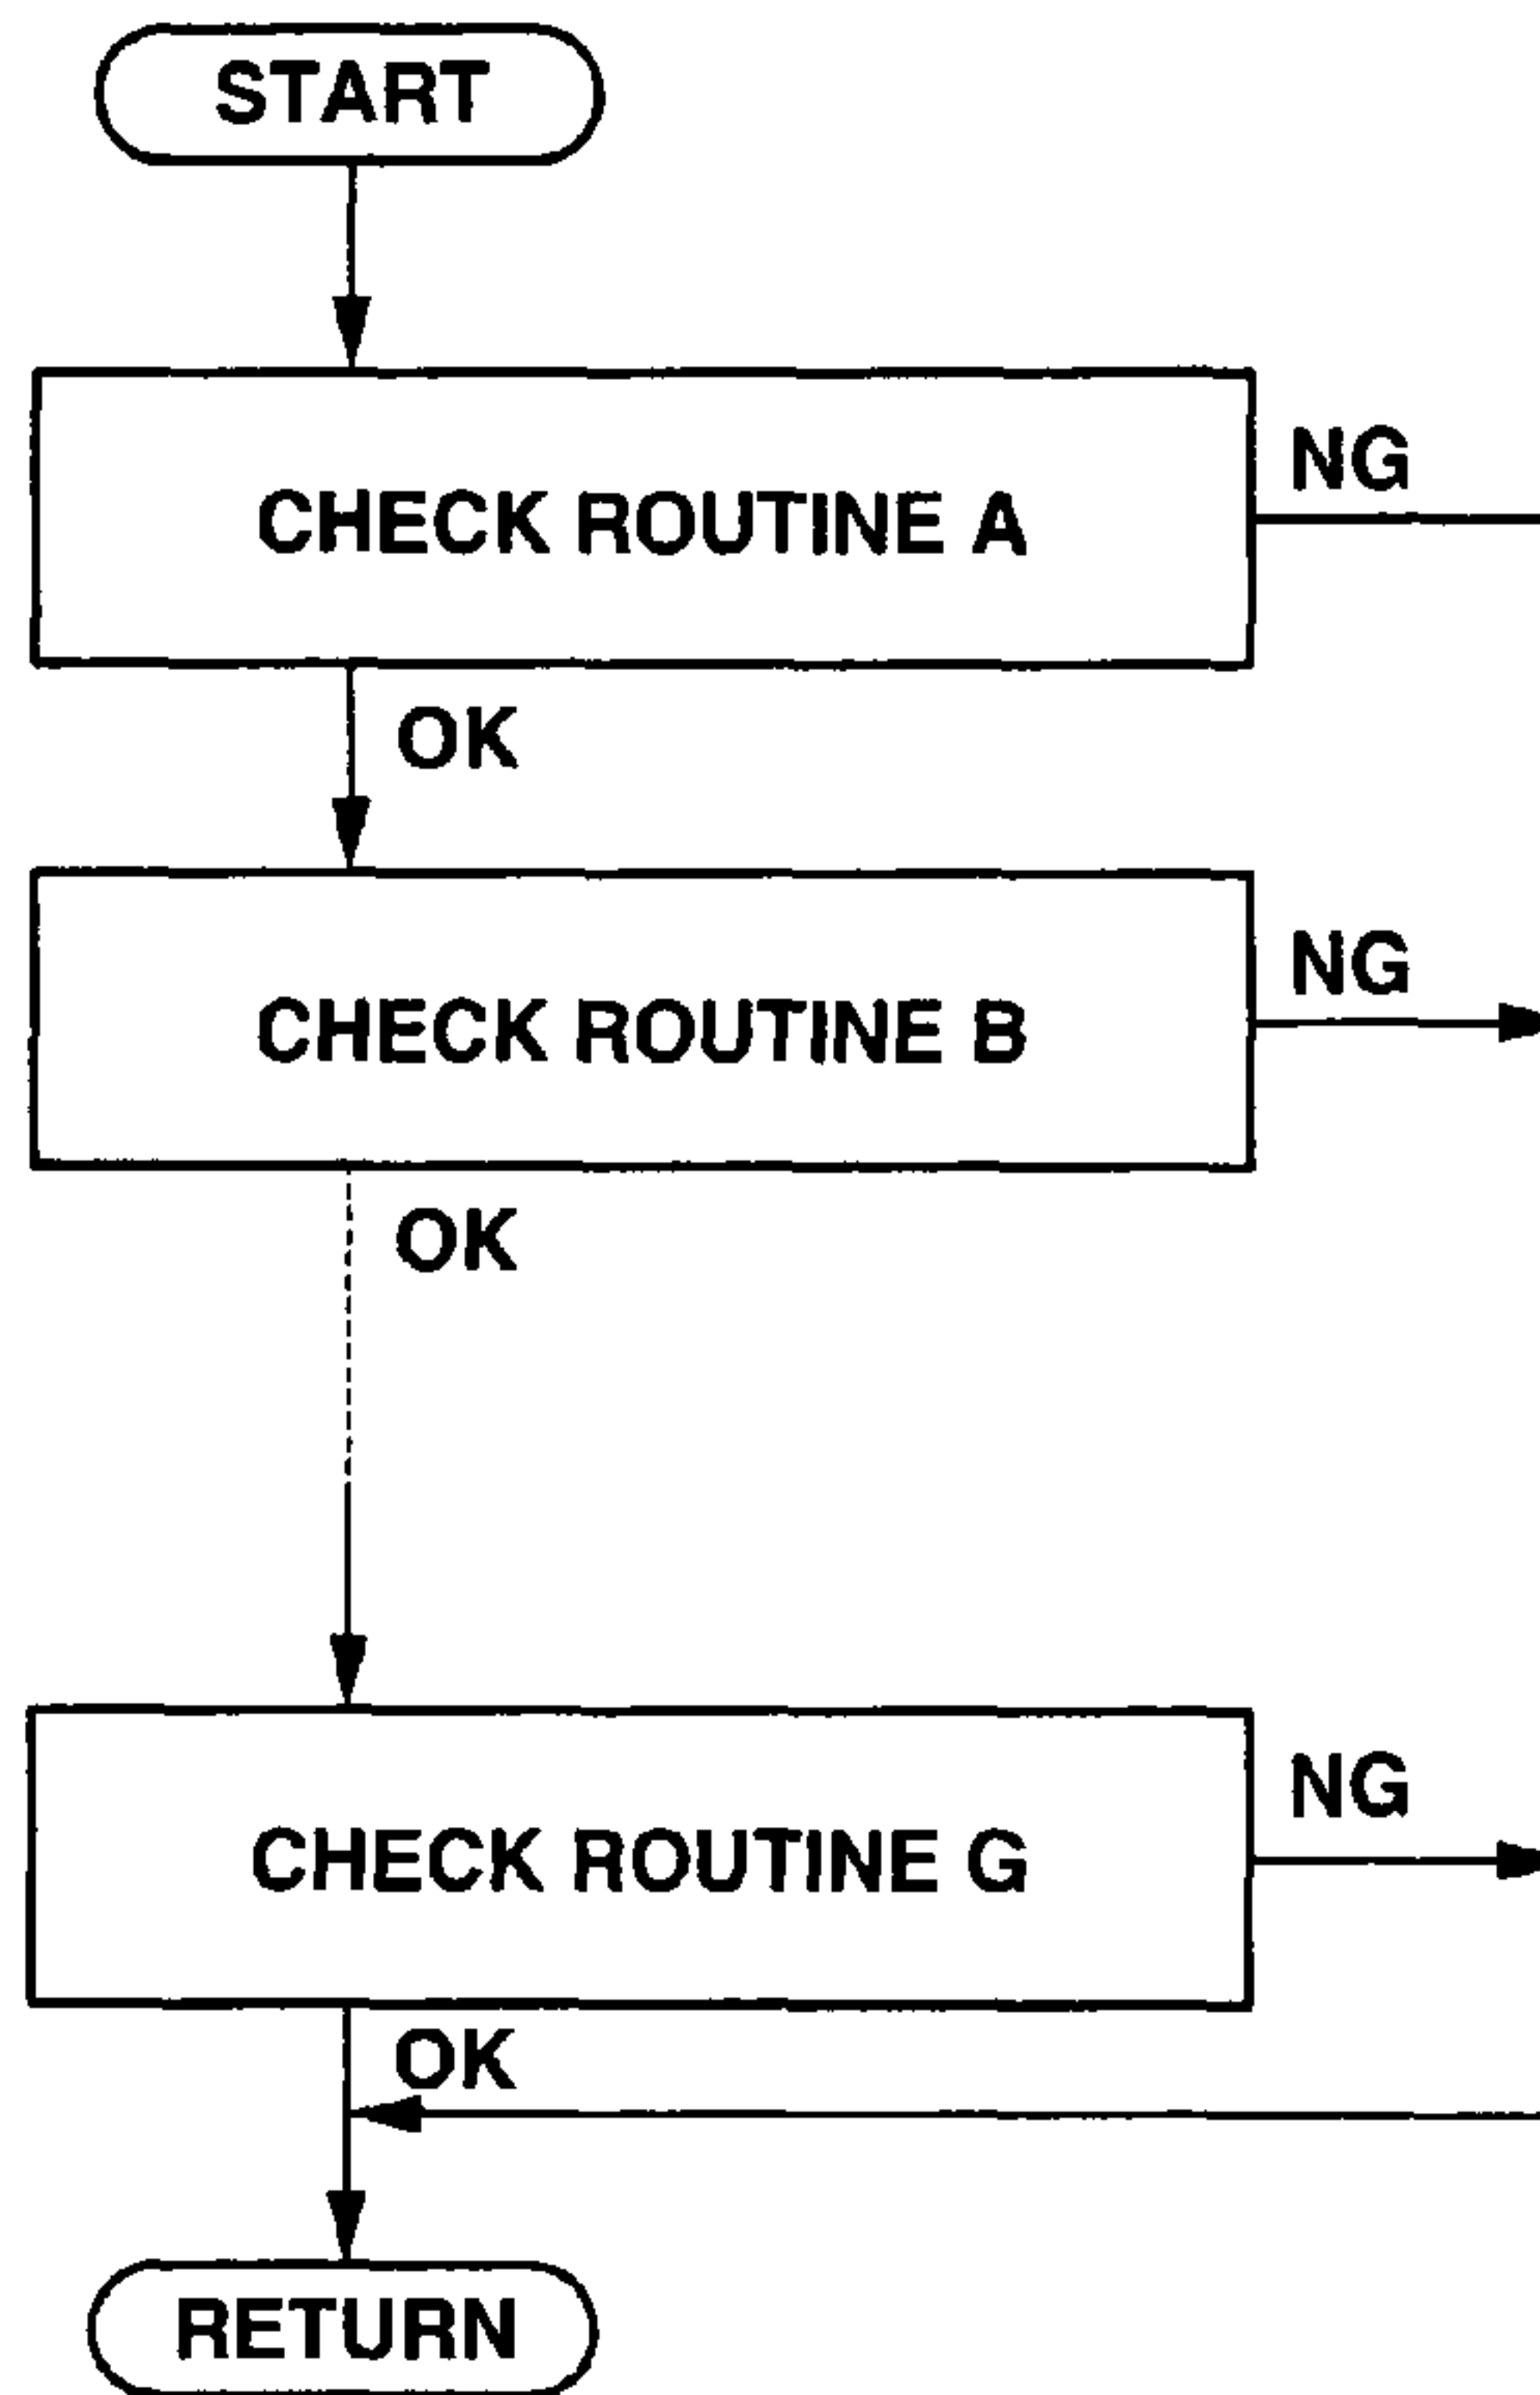 START
CHECK ROUTINE A
NG
OK
CHECK ROUTINE B
NG
OK
CHECK ROUTINE G
NG
OK
RETURN